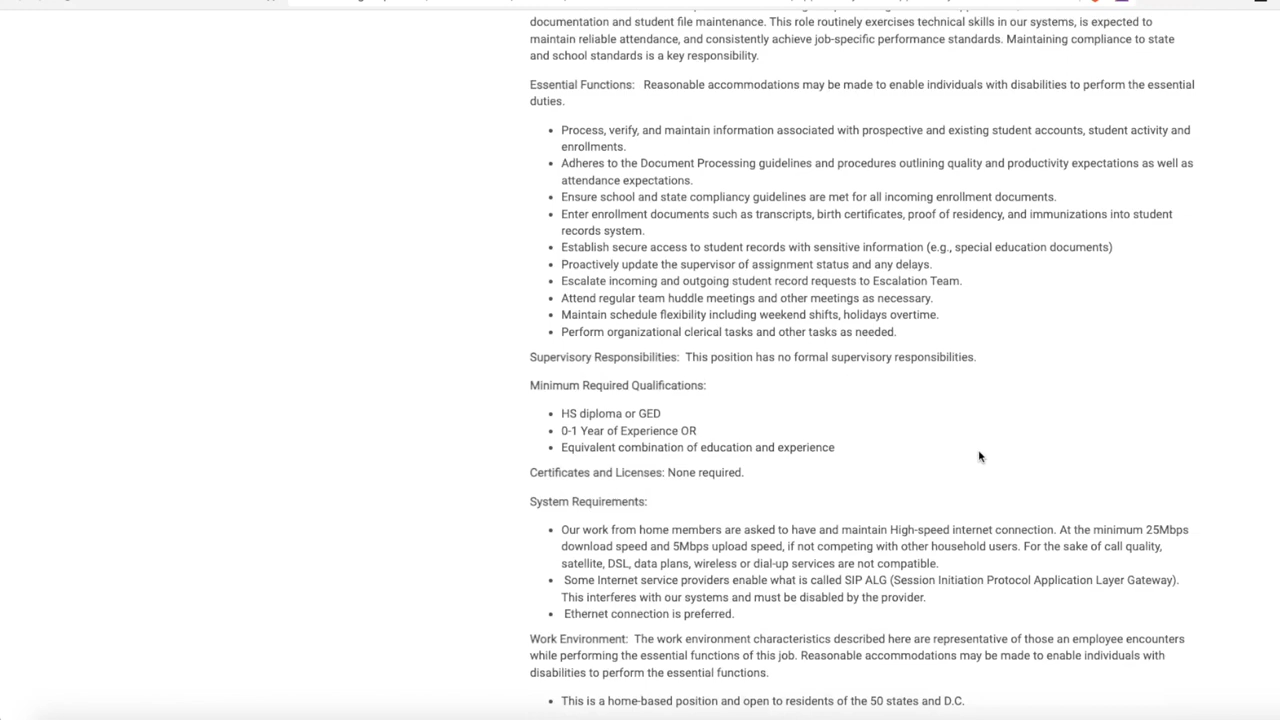 documentation and student file maintenance. This role routinely exercises technical skills in our systems, is expected to
maintain reliable attendance, and consistently achieve job-specific performance standards. Maintaining compliance to state
and school standards is a key responsibility.
Essential Functions:   Reasonable accommodations may be made to enable individuals with disabilities to perform the essential
duties.
• Process, verify, and maintain information associated with prospective and existing student accounts, student activity and
enrollments.
• Adheres to the Document Processing guidelines and procedures outlining quality and productivity expectations as well as
attendance expectations.
• Ensure school and state compliancy guidelines are met for all incoming enrollment documents.
• Enter enrollment documents such as transcripts, birth certificates, proof of residency, and immunizations into student
records system.
• Establish secure access to student records with sensitive information (e.g., special education documents)
• Proactively update the supervisor of assignment status and any delays.
• Escalate incoming and outgoing student record requests to Escalation Team.
• Attend regular team huddle meetings and other meetings as necessary.
• Maintain schedule flexibility including weekend shifts, holidays overtime.
• Perform organizational clerical tasks and other tasks as needed.
Supervisory Responsibilities:  This position has no formal supervisory responsibilities.
Minimum Required Qualifications:
• HS diploma or GED
• 0-1 Year of Experience OR
• Equivalent combination of education and experience
Certificates and Licenses: None required.
System Requirements:
• Our work from home members are asked to have and maintain High-speed internet connection. At the minimum 25Mbps
download speed and 5Mbps upload speed, if not competing with other household users. For the sake of call quality,
satellite, DSL, data plans, wireless or dial-up services are not compatible.
• Some Internet service providers enable what is called SIP ALG (Session Initiation Protocol Application Layer Gateway).
This interferes with our systems and must be disabled by the provider.
• Ethernet connection is preferred.
Work Environment:  The work environment characteristics described here are representative of those an employee encounters
while performing the essential functions of this job. Reasonable accommodations may be made to enable individuals with
disabilities to perform the essential functions.
• This is a home-based position and open to residents of the 50 states and D.C.